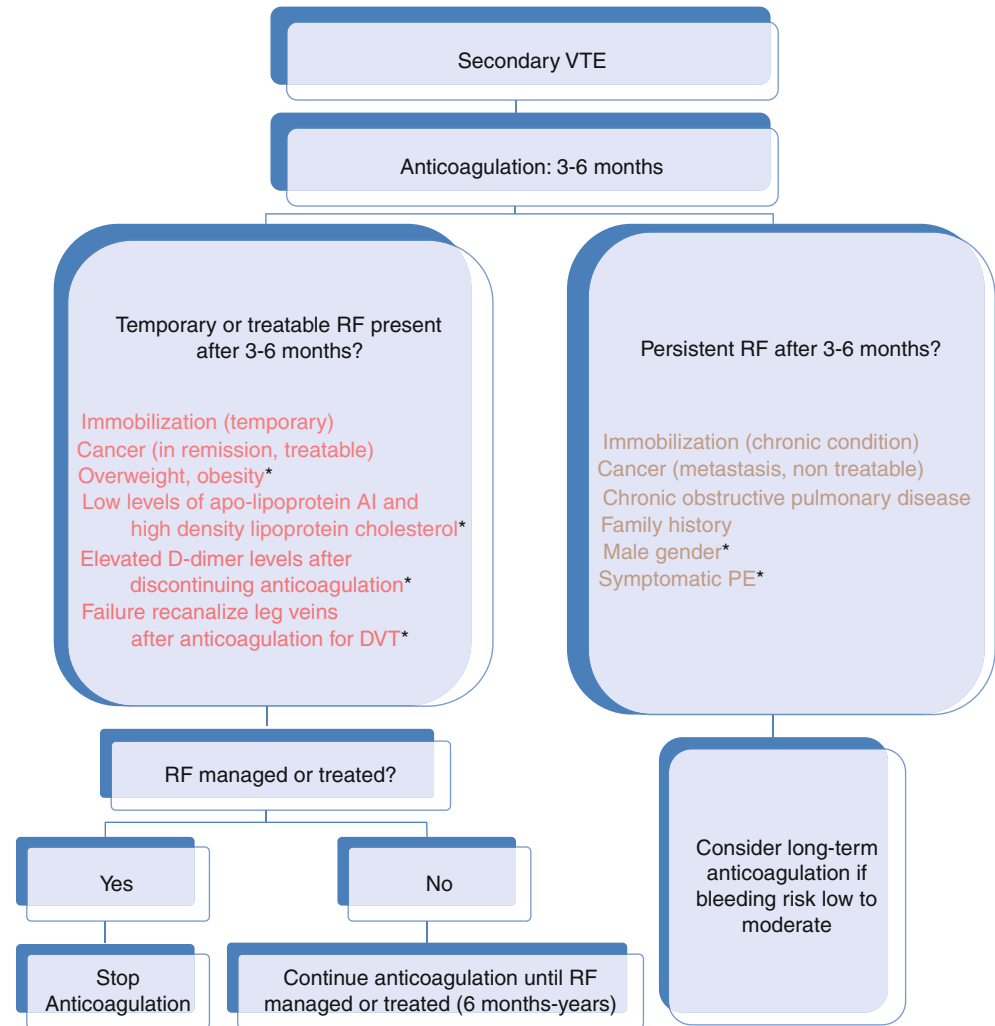 Secondary VTE
Anticoagulation: 3-6 months
Temporary or treatable RF present
after 3-6 months?
Immobilization (temporary)
Cancer (in remission, treatable)
Overweight, obesity*
Low levels of apo-lipoprotein AI and
high density lipoprotein cholesterol*
Elevated D-dimer levels after
discontinuing anticoagulation*
Failure recanalize leg veins
after anticoagulation for DVT*
Persistent RF after 3-6 months?
Immobilization (chronic condition)
Cancer (metastasis, non treatable)
Chronic obstructive pulmonary disease
Family history
Male gender*
Symptomatic PE*
RF managed or treated?
Yes
No
Stop
Anticoagulation
Continue anticoagulation until RF
managed or treated (6 months-years)
Consider long-term
anticoagulation if
bleeding risk low to
moderate